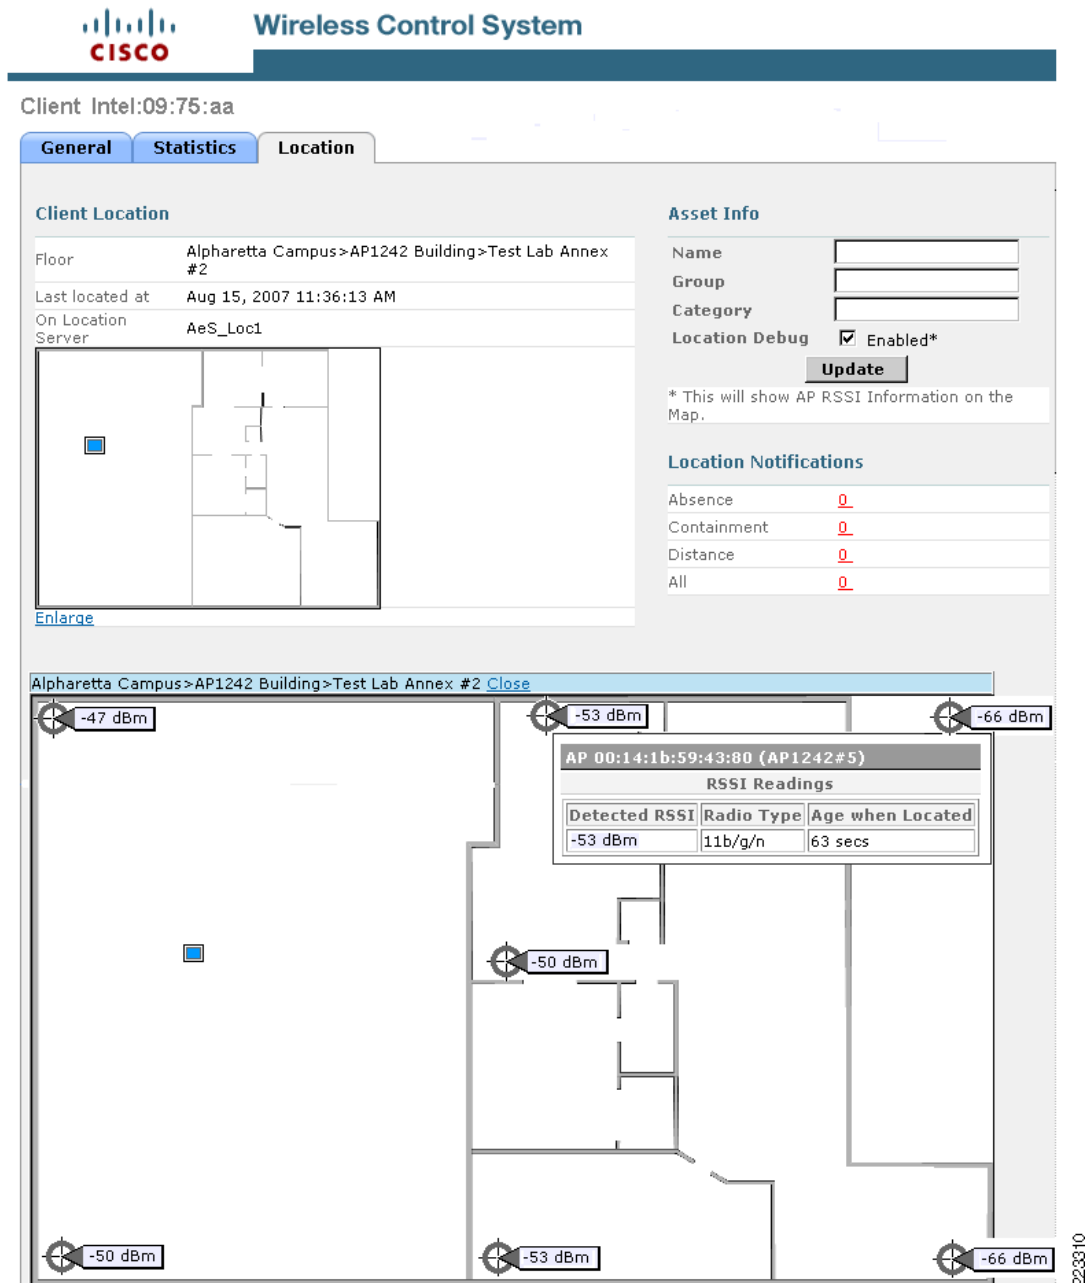 CISCO
Wireless Control System
Client Intel:09:75:aa
General Statistics Location
Client Location
Floor Alpharetta Campus>AP1242 Building>Test Lab Annex
#2
Last located at Aug 15, 2007 11:36:13 AM
On Location
Server AeS_Loc1
Enlarge
Asset Info
Name
Group
Category
Location Debug Enabled*
Update
* This will show AP RSSI Information on the
Map.
Location Notifications
Absence 0
Containment 0
Distance 0
All 0
Alpharetta Campus>AP1242 Building>Test Lab Annex #2 Close
-47 dBm -53 dBm -66 dBm
AP 00:14:1b:59:43:80 (AP1242#5)
RSSI Readings
Detected RSSI Radio Type Age when Located
-53 dBm 11b/g/n 63 secs
-50 dBm
-50 dBm -53 dBm -66 dBm
223310